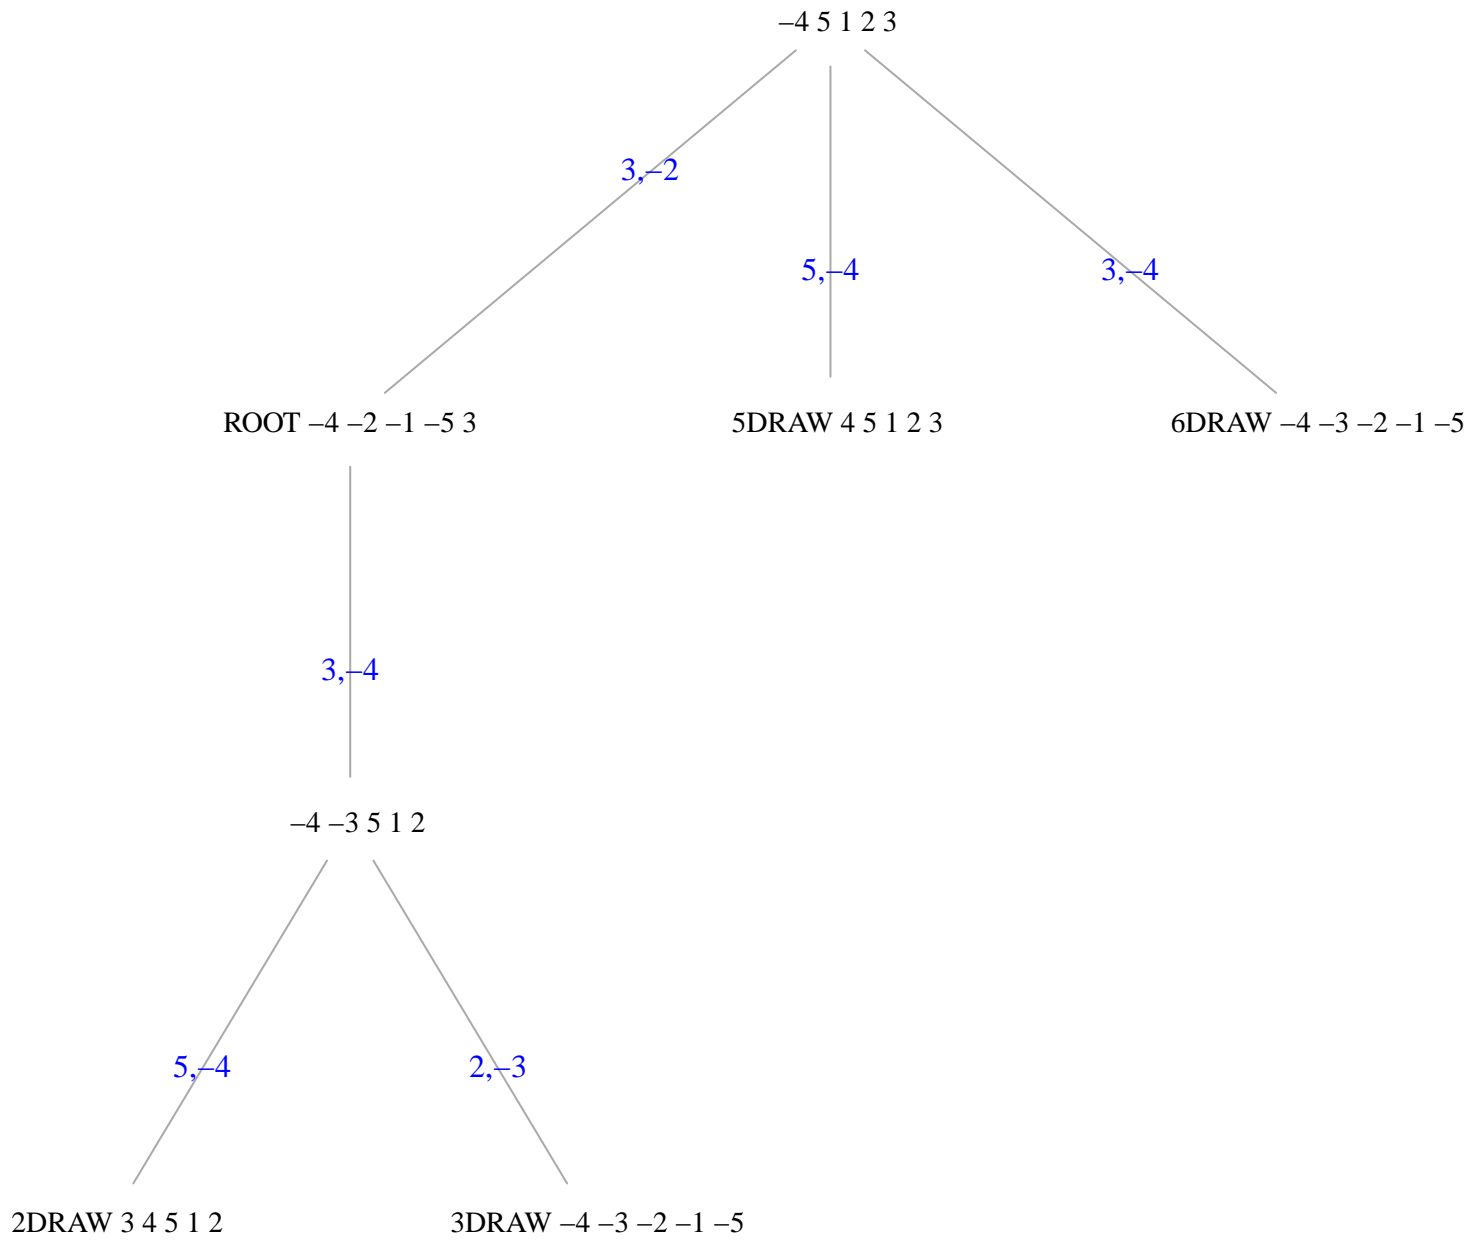 –4 5 1 2 3
3,–2
5,–4
3,–4
ROOT –4 –2 –1 –5 3
5DRAW 4 5 1 2 3
6DRAW –4 –3 –2 –1 –5
3,–4
–4 –3 5 1 2
5,–4
2,–3
2DRAW 3 4 5 1 2
3DRAW –4 –3 –2 –1 –5